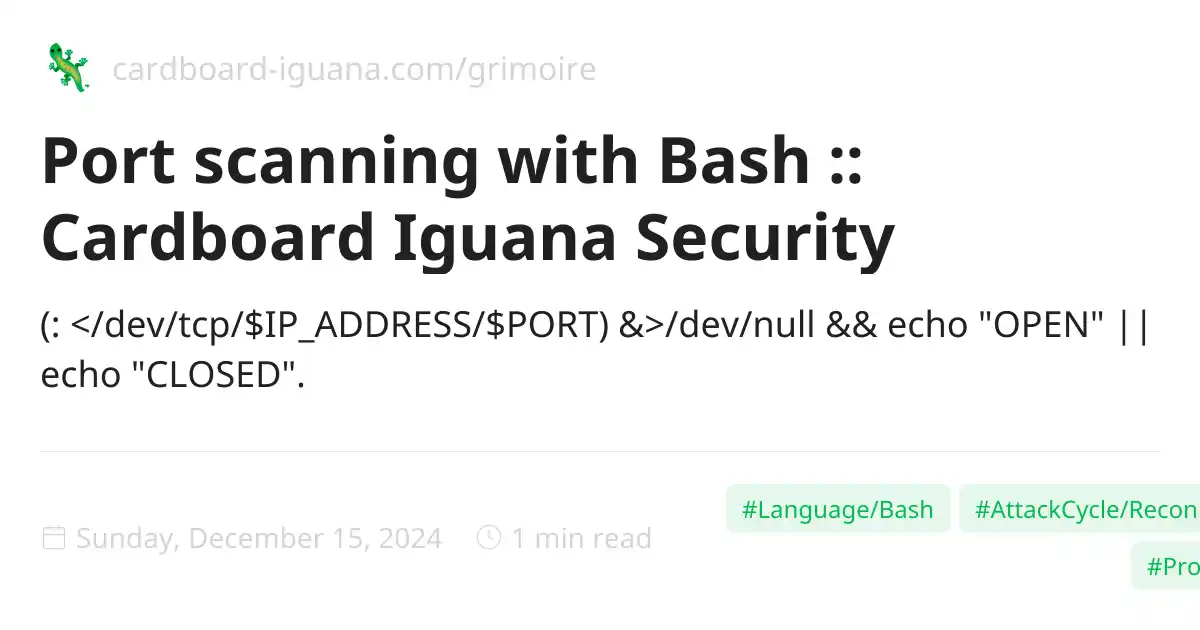 cardboard-iguana.com/grimoire
Port scanning with Bash ::
Cardboard Iguana Security
(: </dev/tcp/$IP_ADDRESS/$PORT) &>/dev/null && echo "OPEN" ||
echo "CLOSED".
#Language/Bash #AttackCycle/Recon
Sunday, December 15, 2024 1 min read
#Pro